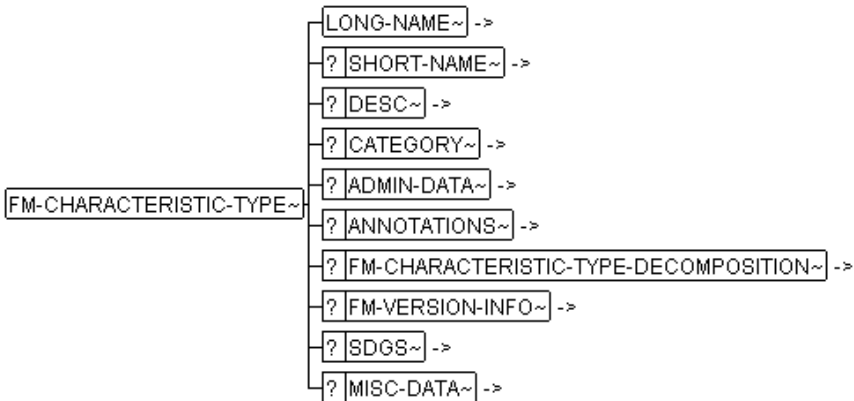 LONG-NAME~ ->
? SHORT-NAME~ ->
? DESC~ ->
? CATEGORY~ ->
? ADMIN-DATA~ ->
FM-CHARACTERISTIC-TYPE~
? ANNOTATIONS~ ->
? FM-CHARACTERISTIC-TYPE-DECOMPOSITION~ ->
? FM-VERSION-INFO~ ->
? SDGS~ ->
? MISC-DATA~ ->